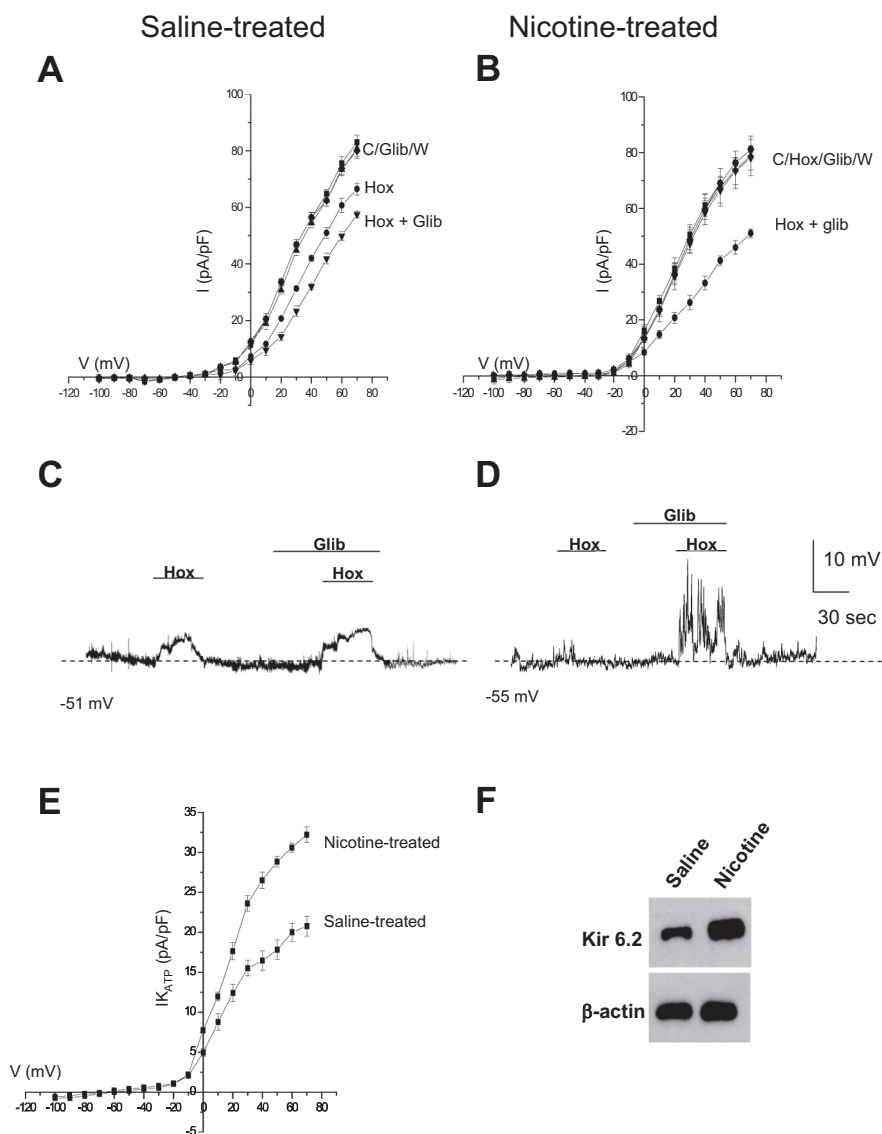 Saline-treated
Nicotine-treated
A
100
80
60
40
20
0
I (pA/pF)
V (mV)
-120 -100 -80 -60 -40 -20 0 20 40 60 80
C/Glib/W
Hox
Hox + Glib
B
100
80
60
40
20
0
-20
I (pA/pF)
V (mV)
-120 -100 -80 -60 -40 -20 0 20 40 60 80
C/Hox/Glib/W
Hox + glib
C
Glib
Hox
Hox
-51 mV
D
Glib
Hox
Hox
10 mV
30 sec
-55 mV
E
35
30
25
20
15
10
5
0
-5
IKATP (pA/pF)
V (mV)
-120 -100 -80 -60 -40 -20 0 20 40 60 80
Nicotine-treated
Saline-treated
F
Saline
Nicotine
Kir 6.2
β-actin